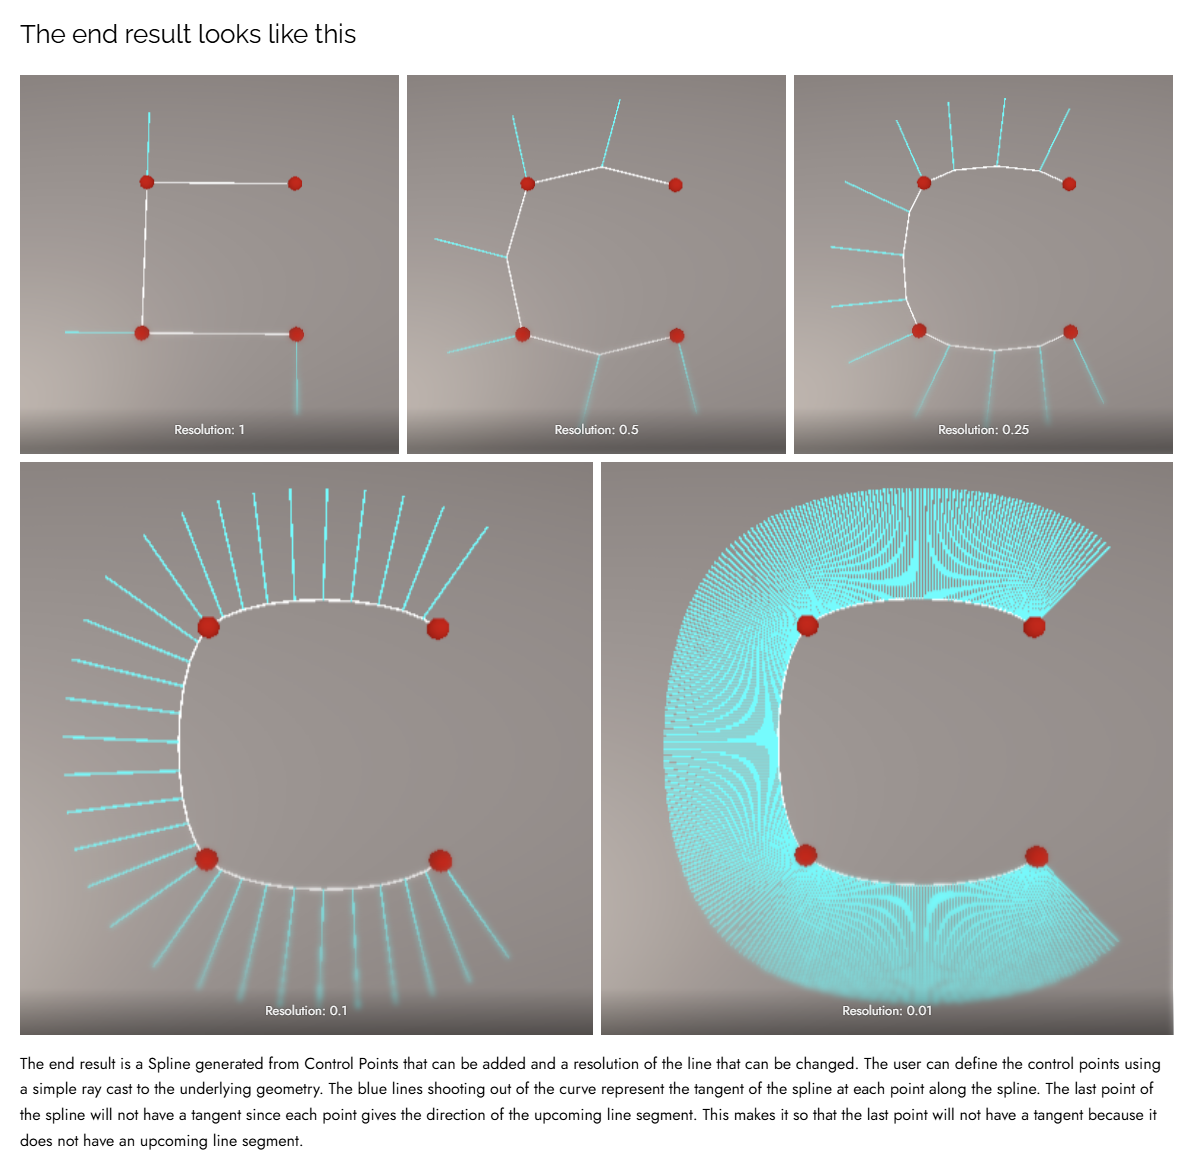 The end result looks like this
Resolution: 1
Resolution: 0.5
Resolution: 0.25
Resolution: 0.1
Resolution: 0.01
The end result is a Spline generated from Control Points that can be added and a resolution of the line that can be changed. The user can define the control points using
a simple ray cast to the underlying geometry. The blue lines shooting out of the curve represent the tangent of the spline at each point along the spline. The last point of
the spline will not have a tangent since each point gives the direction of the upcoming line segment. This makes it so that the last point will not have a tangent because it
does not have an upcoming line segment.